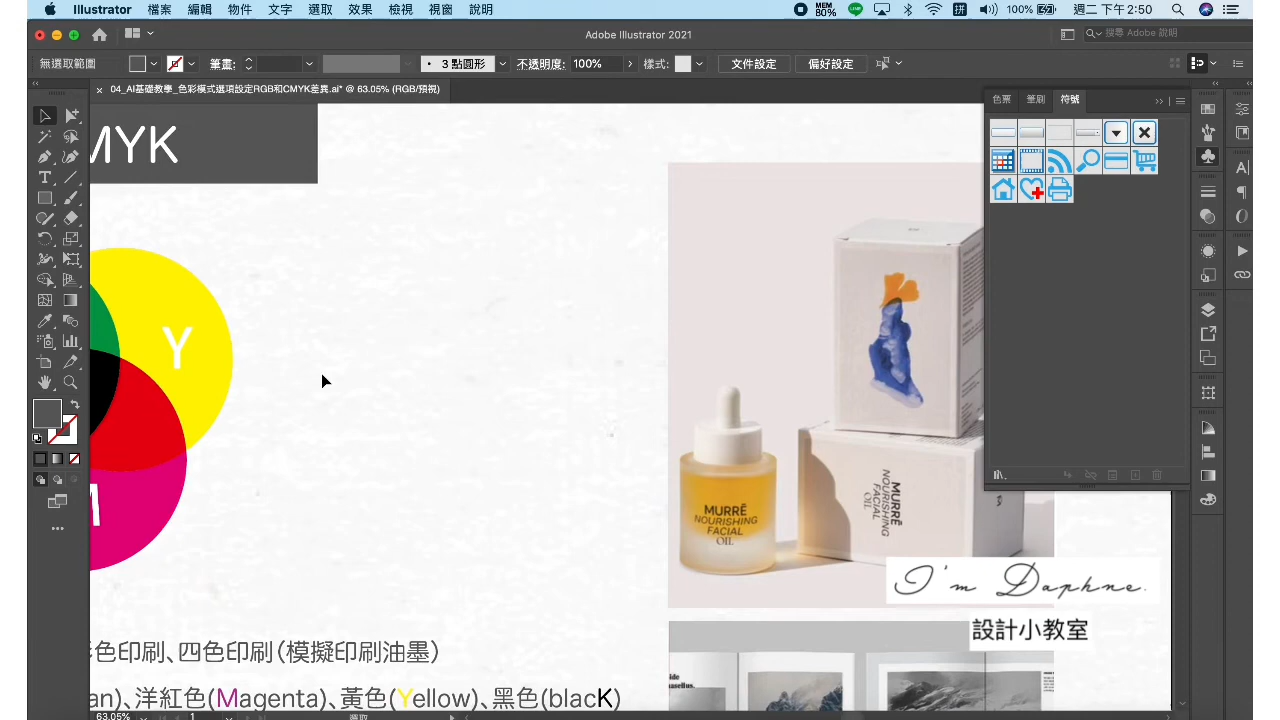 Illustrator 檔案 編輯 物件 文字 選取 效果 檢視 視窗 說明
MEM 80% 100% 拼 週二 下午2:50
Adobe Illustrator 2021
搜尋 Adobe 說明
無選取範圍 筆畫: 3 點圓形 不透明度: 100% 樣式: 文件設定 偏好設定
× 04_AI基礎教學_色彩模式選項設定RGB和CMYK差異.ai* @ 63.05% (RGB/預視)
色票 筆刷 符號
MYK
Y
M
MURRĒ
NOURISHING
FACIAL
OIL
MURRĒ
NOURISHING
FACIAL
OIL
I'm Daphne.
設計小教室
色印刷、四色印刷(模擬印刷油墨)
an)、洋紅色(Magenta)、黃色(Yellow)、黑色(blacK)
63.05% 1 選取